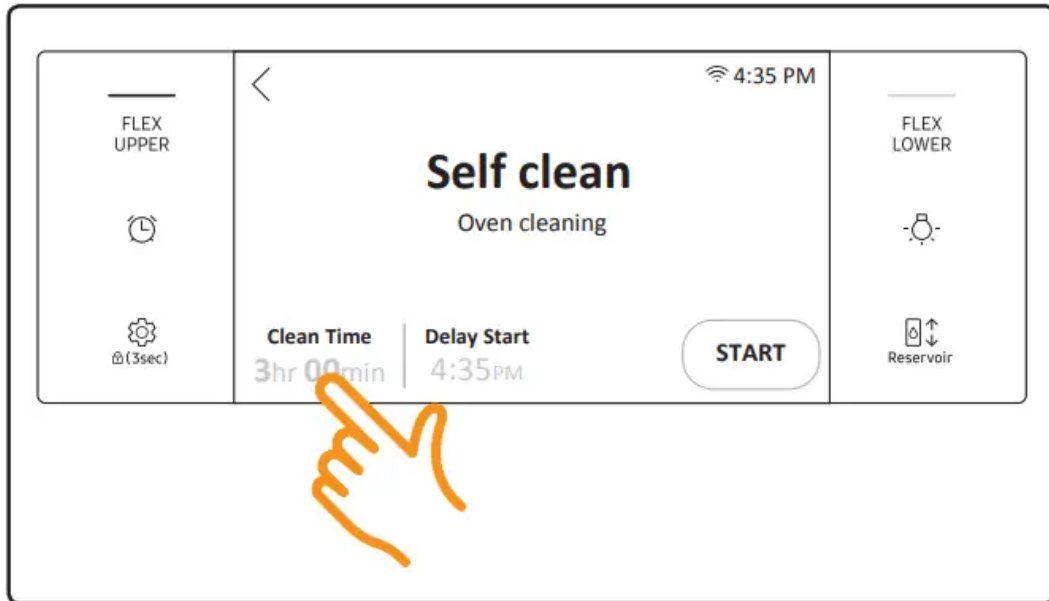 FLEX
UPPER
(3sec)
4:35 PM
Self clean
Oven cleaning
Clean Time
3hr 00min
Delay Start
4:35PM
START
FLEX
LOWER
Reservoir